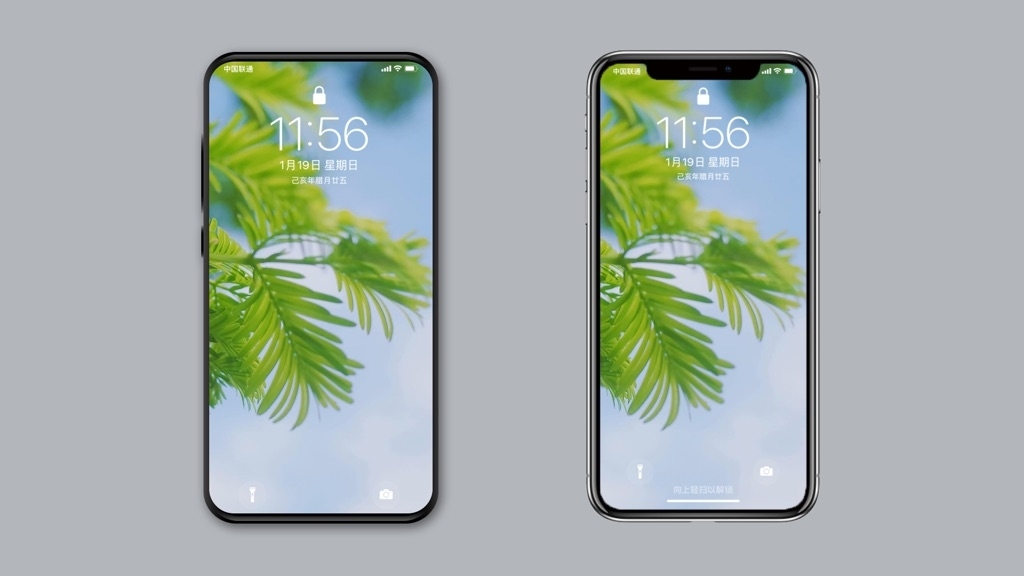 中国联通
11:56
1月19日 星期日
己亥年腊月廿五
中国联通
11:56
1月19日 星期日
己亥年腊月廿五
向上轻扫以解锁